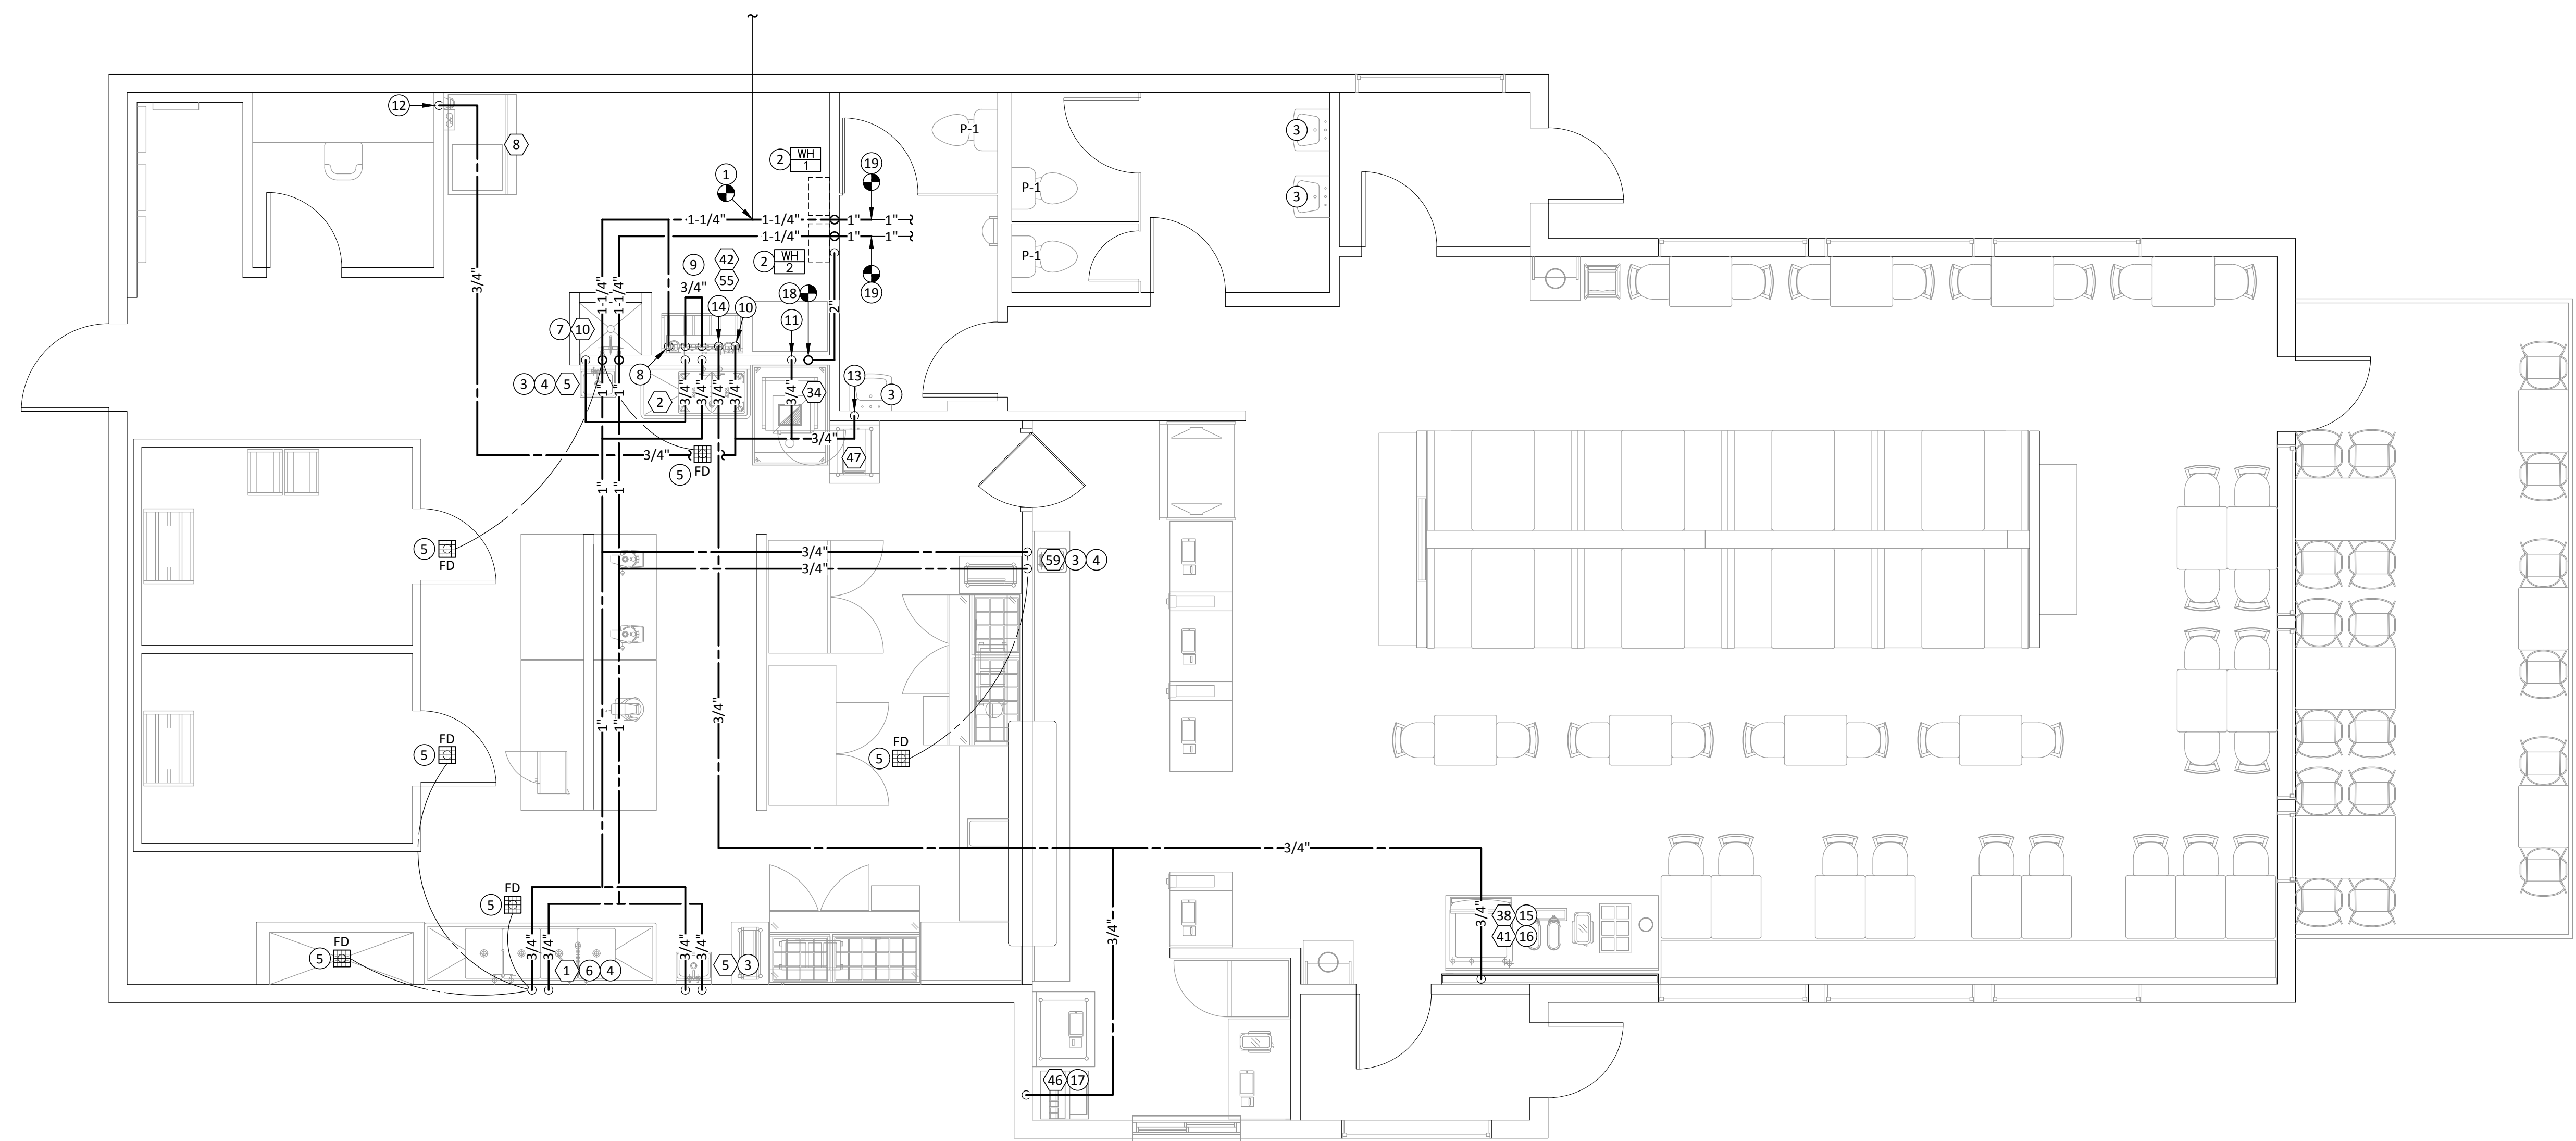 12
8
P-1
3
2 WH
1
19
1
P-1
3
1-1/4" 1-1/4" 1" 1"
1-1/4" 1" 1"
P-1
9 42
55
2 WH
2
3/4"
1-1/4" 1-1/4"
3/4"
19
18
2"
14 10
11
7 10
8
13
3 4 5
1" 1"
2
3/4" 3/4" 3/4" 3/4"
3/4"
34
3
3/4"
3/4"
47
5 FD
1" 1"
5
FD
3/4"
3/4"
59 3 4
3/4"
1" 1"
FD
5
FD
5
3/4"
3/4"
FD
5
3/4"
38 15
41 16
3/4"
FD
5
3/4" 3/4"
1 6 4
3/4" 3/4"
5 3
46 17